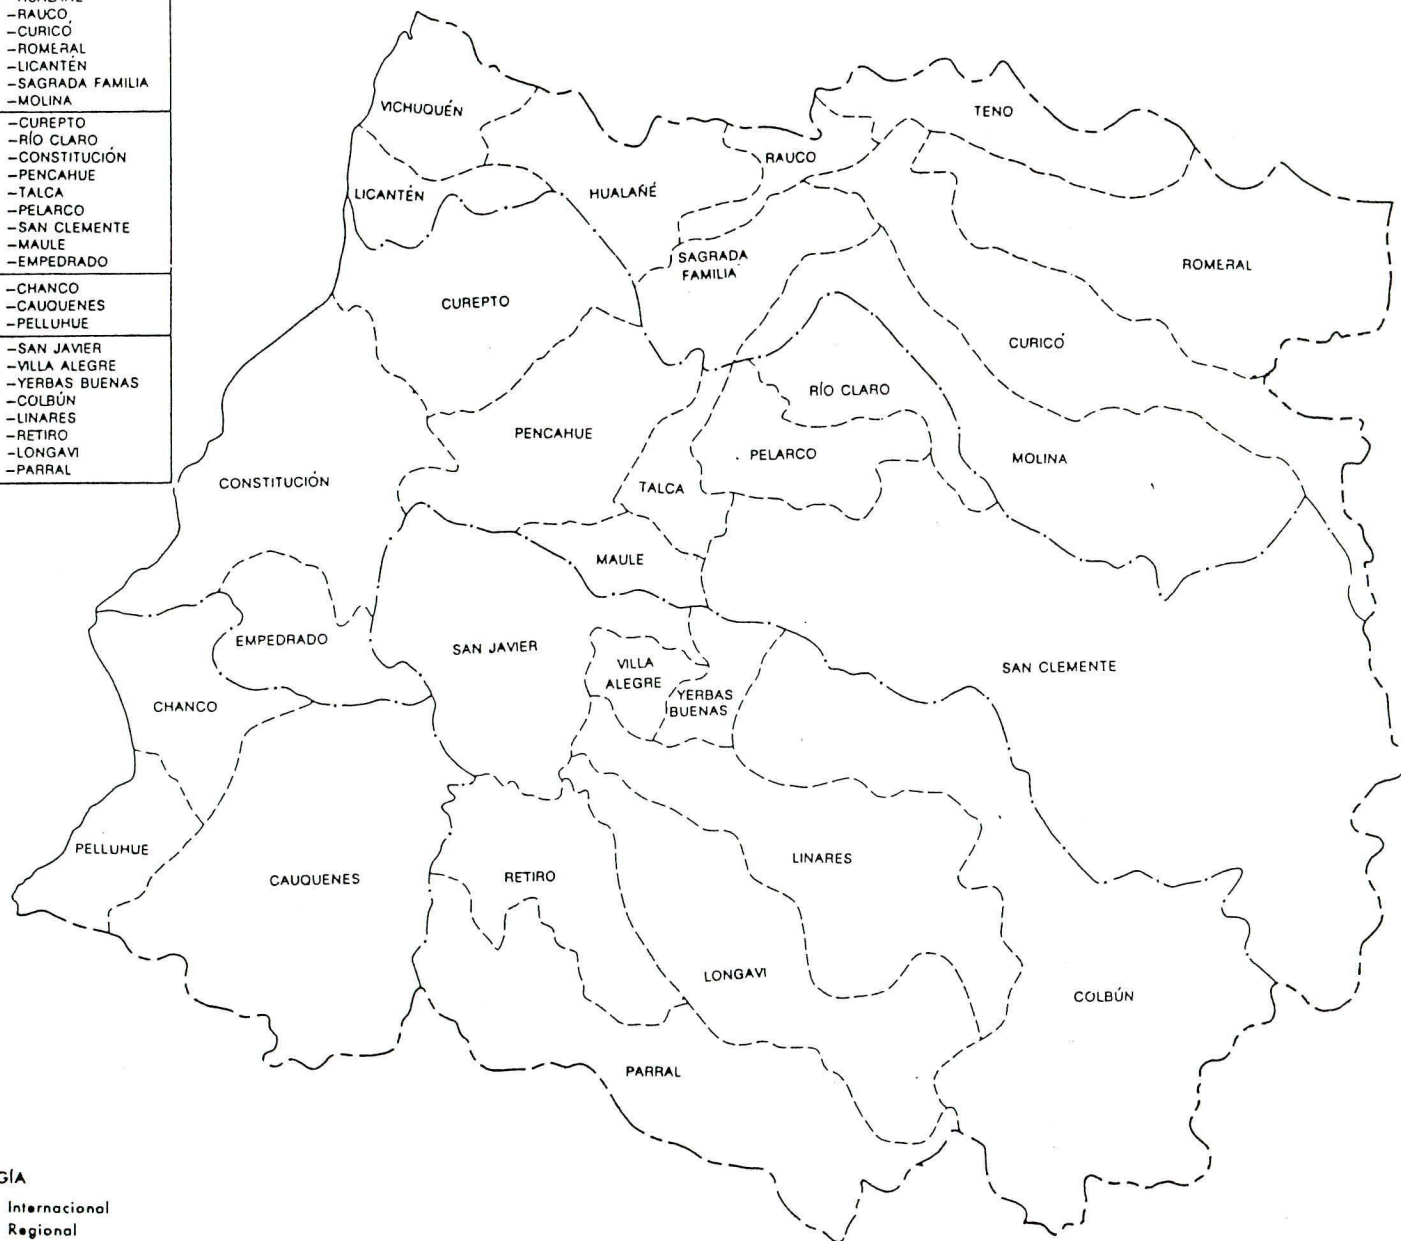 -RAUCO
-CURICÓ
-ROMERAL
-LICANTÉN
-SAGRADA FAMILIA
-MOLINA
-CUREPTO
-RÍO CLARO
-CONSTITUCIÓN
-PENCAHUE
-TALCA
-PELARCO
-SAN CLEMENTE
-MAULE
-EMPEDRADO
-CHANCO
-CAUQUENES
-PELLUHUE
-SAN JAVIER
-VILLA ALEGRE
-YERBAS BUENAS
-COLBÚN
-LINARES
-RETIRO
-LONGAVI
-PARRAL
VICHUQUÉN
TENO
RAUCO
LICANTÉN
HUALAÑÉ
SAGRADA
FAMILIA
ROMERAL
CUREPTO
CURICÓ
RÍO CLARO
PENCAHUE
PELARCO
MOLINA
CONSTITUCIÓN
TALCA
MAULE
EMPEDRADO
SAN JAVIER
VILLA
ALEGRE
SAN CLEMENTE
YERBAS
BUENAS
CHANCO
PELLUHUE
LINARES
CAUQUENES
RETIRO
LONGAVI
COLBÚN
PARRAL
GÍA
Internacional
Regional